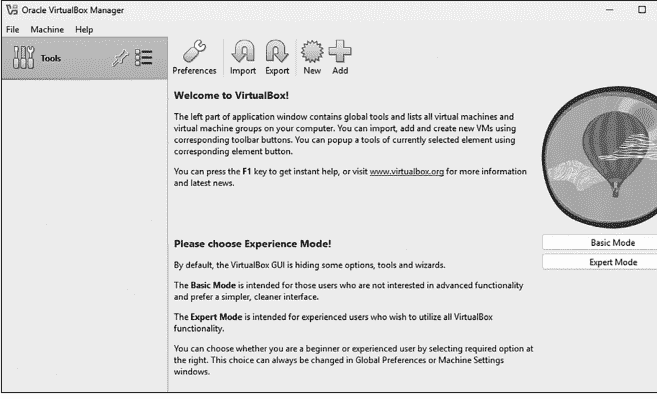 Oracle VirtualBox Manager
File Machine Help
Tools
Preferences Import Export New Add
Welcome to VirtualBox!
The left part of application window contains global tools and lists all virtual machines and
virtual machine groups on your computer. You can import, add and create new VMs using
corresponding toolbar buttons. You can popup a tools of currently selected element using
corresponding element button.
You can press the F1 key to get instant help, or visit www.virtualbox.org for more information
and latest news.
Please choose Experience Mode!
By default, the VirtualBox GUI is hiding some options, tools and wizards.
The Basic Mode is intended for those users who are not interested in advanced functionality
and prefer a simpler, cleaner interface.
The Expert Mode is intended for experienced users who wish to utilize all VirtualBox
functionality.
You can choose whether you are a beginner or experienced user by selecting required option at
the right. This choice can always be changed in Global Preferences or Machine Settings
windows.
Basic Mode
Expert Mode